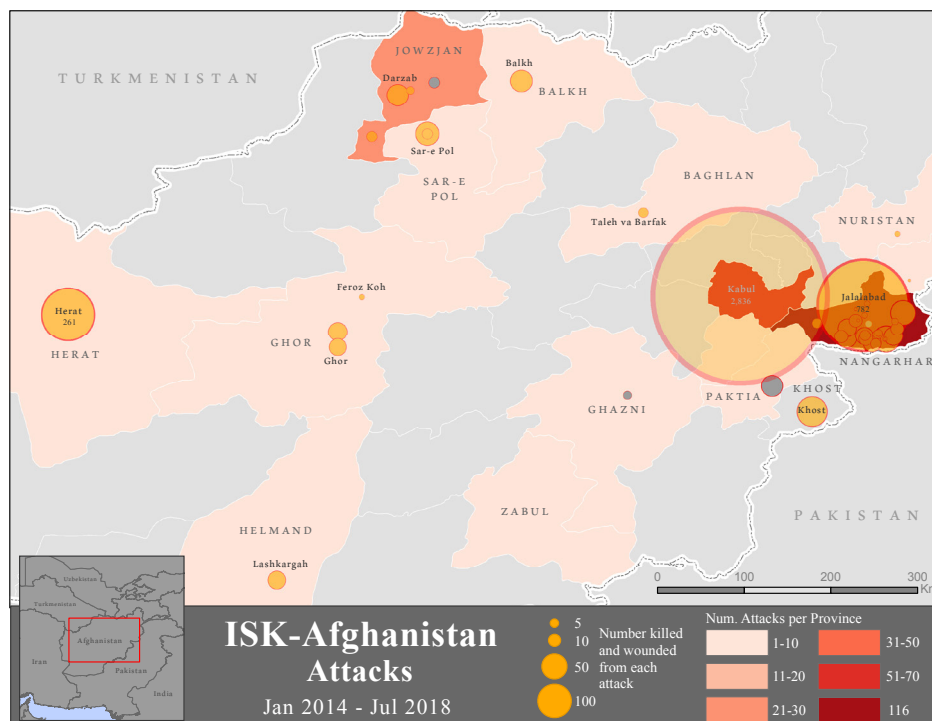 TURKMENISTAN
JOWZJAN
Darzab
Balkh
BALKH
Sar-e Pol
SAR-E
POL
BAGHLAN
Taleh va Barfak
NURISTAN
Feroz Koh
Herat
261
HERAT
GHOR
Ghor
Kabul
2,836
Jalalabad
782
NANGARHAR
PAKTIA
KHOST
Khost
GHAZNI
ZABUL
HELMAND
Lashkargah
PAKISTAN
0 100 200 300
Km
Uzbekistan
Turkmenistan
Afghanistan
Iran
Pakistan
India
ISK-Afghanistan
Attacks
Jan 2014 - Jul 2018
5
10
50
100
Number killed
and wounded
from each
attack
Num. Attacks per Province
1-10
11-20
21-30
31-50
51-70
116